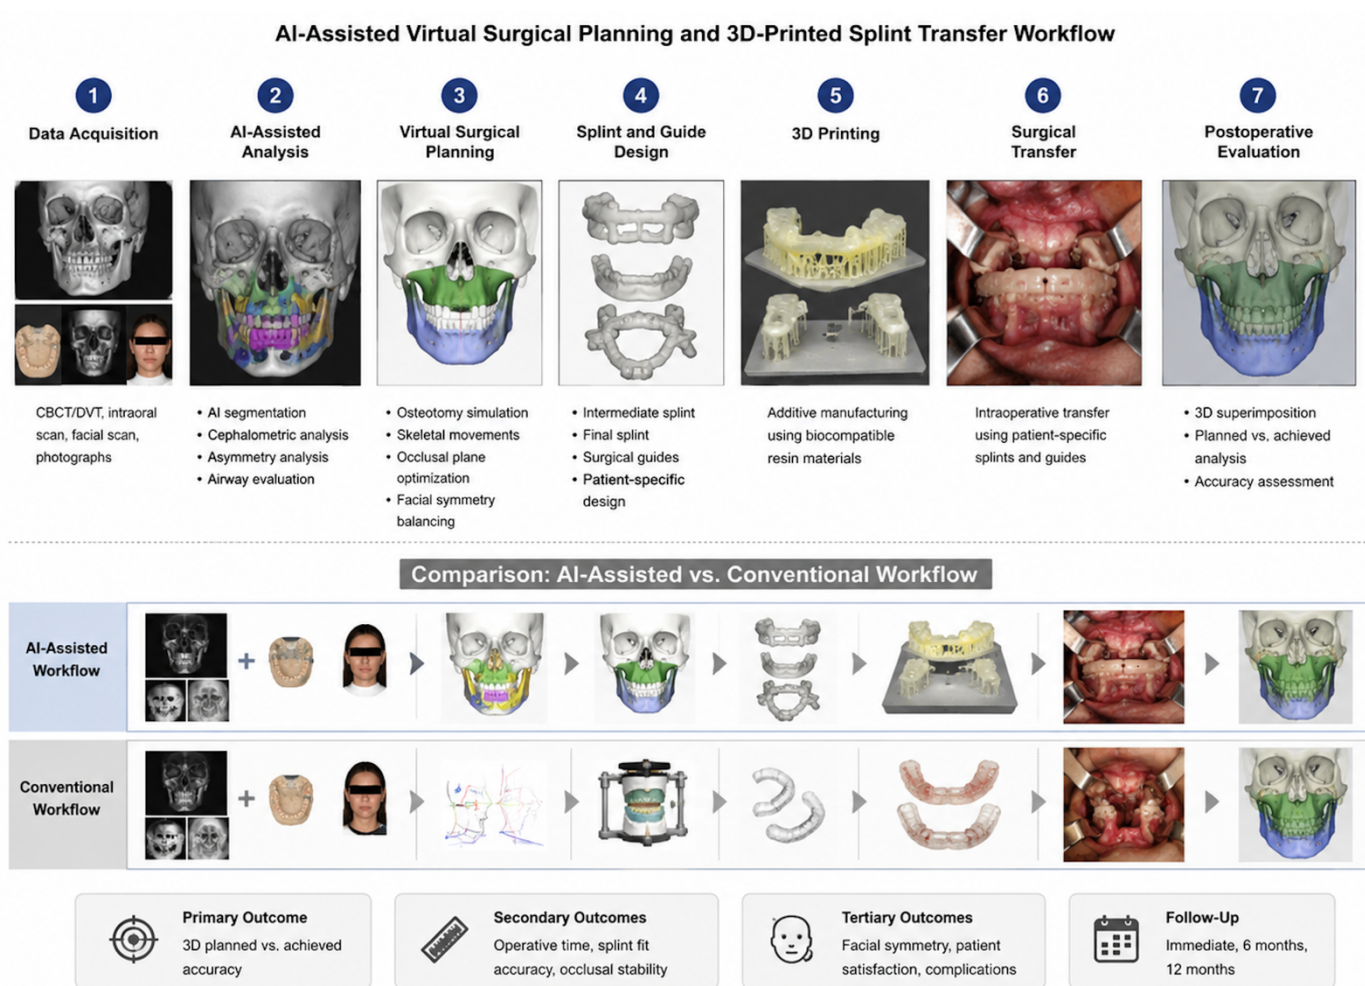 AI-Assisted Virtual Surgical Planning and 3D-Printed Splint Transfer Workflow
1
Data Acquisition
CBCT/DVT, intraoral
scan, facial scan,
photographs
2
AI-Assisted
Analysis
• AI segmentation
• Cephalometric analysis
• Asymmetry analysis
• Airway evaluation
3
Virtual Surgical
Planning
• Osteotomy simulation
• Skeletal movements
• Occlusal plane
optimization
• Facial symmetry
balancing
4
Splint and Guide
Design
• Intermediate splint
• Final splint
• Surgical guides
• Patient-specific
design
5
3D Printing
Additive manufacturing
using biocompatible
resin materials
6
Surgical
Transfer
Intraoperative transfer
using patient-specific
splints and guides
7
Postoperative
Evaluation
• 3D superimposition
• Planned vs. achieved
analysis
• Accuracy assessment
Comparison: AI-Assisted vs. Conventional Workflow
AI-Assisted
Workflow
+
Conventional
Workflow
+
Primary Outcome
3D planned vs. achieved
accuracy
Secondary Outcomes
Operative time, splint fit
accuracy, occlusal stability
Tertiary Outcomes
Facial symmetry, patient
satisfaction, complications
Follow-Up
Immediate, 6 months,
12 months